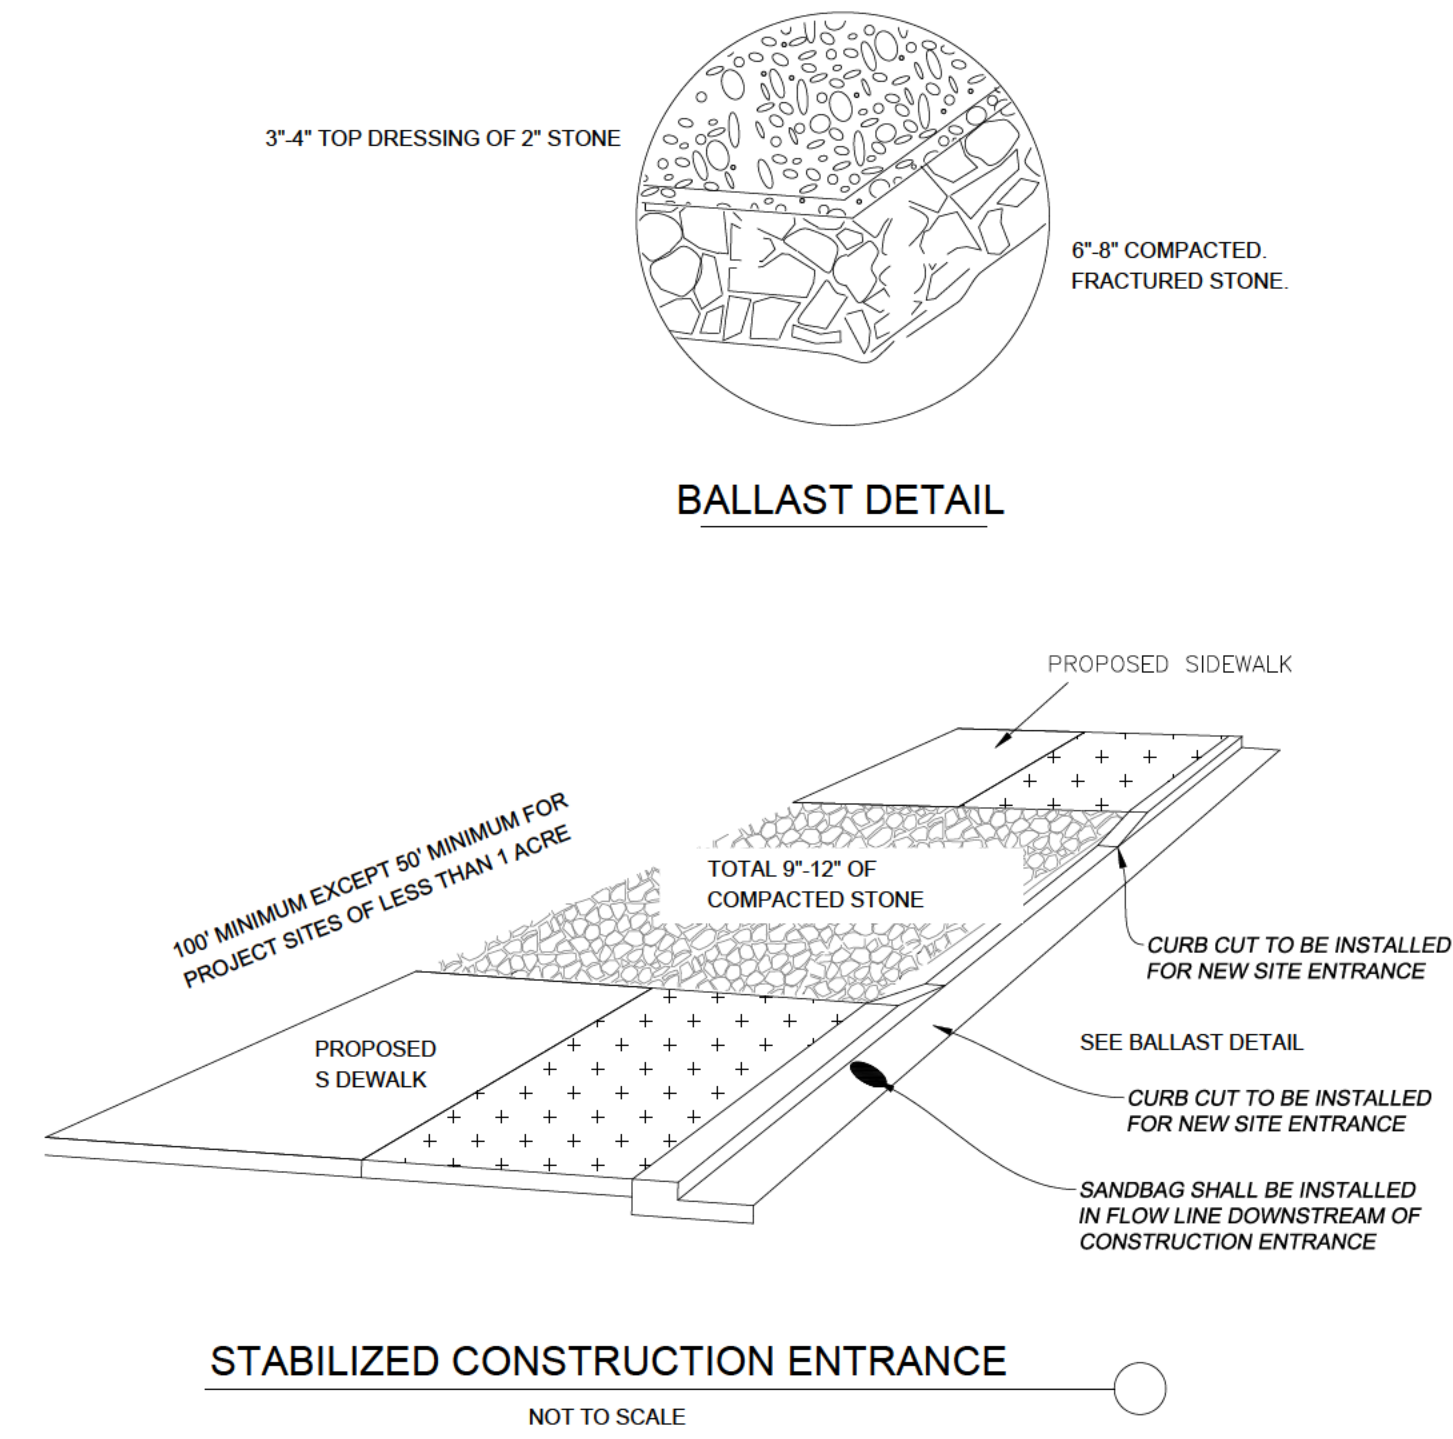 3"-4" TOP DRESSING OF 2" STONE
6"-8" COMPACTED.
FRACTURED STONE.
BALLAST DETAIL
PROPOSED SIDEWALK
100' MINIMUM EXCEPT 50' MINIMUM FOR
PROJECT SITES OF LESS THAN 1 ACRE
TOTAL 9"-12" OF
COMPACTED STONE
CURB CUT TO BE INSTALLED
FOR NEW SITE ENTRANCE
PROPOSED
S DEWALK
SEE BALLAST DETAIL
CURB CUT TO BE INSTALLED
FOR NEW SITE ENTRANCE
SANDBAG SHALL BE INSTALLED
IN FLOW LINE DOWNSTREAM OF
CONSTRUCTION ENTRANCE
STABILIZED CONSTRUCTION ENTRANCE
NOT TO SCALE